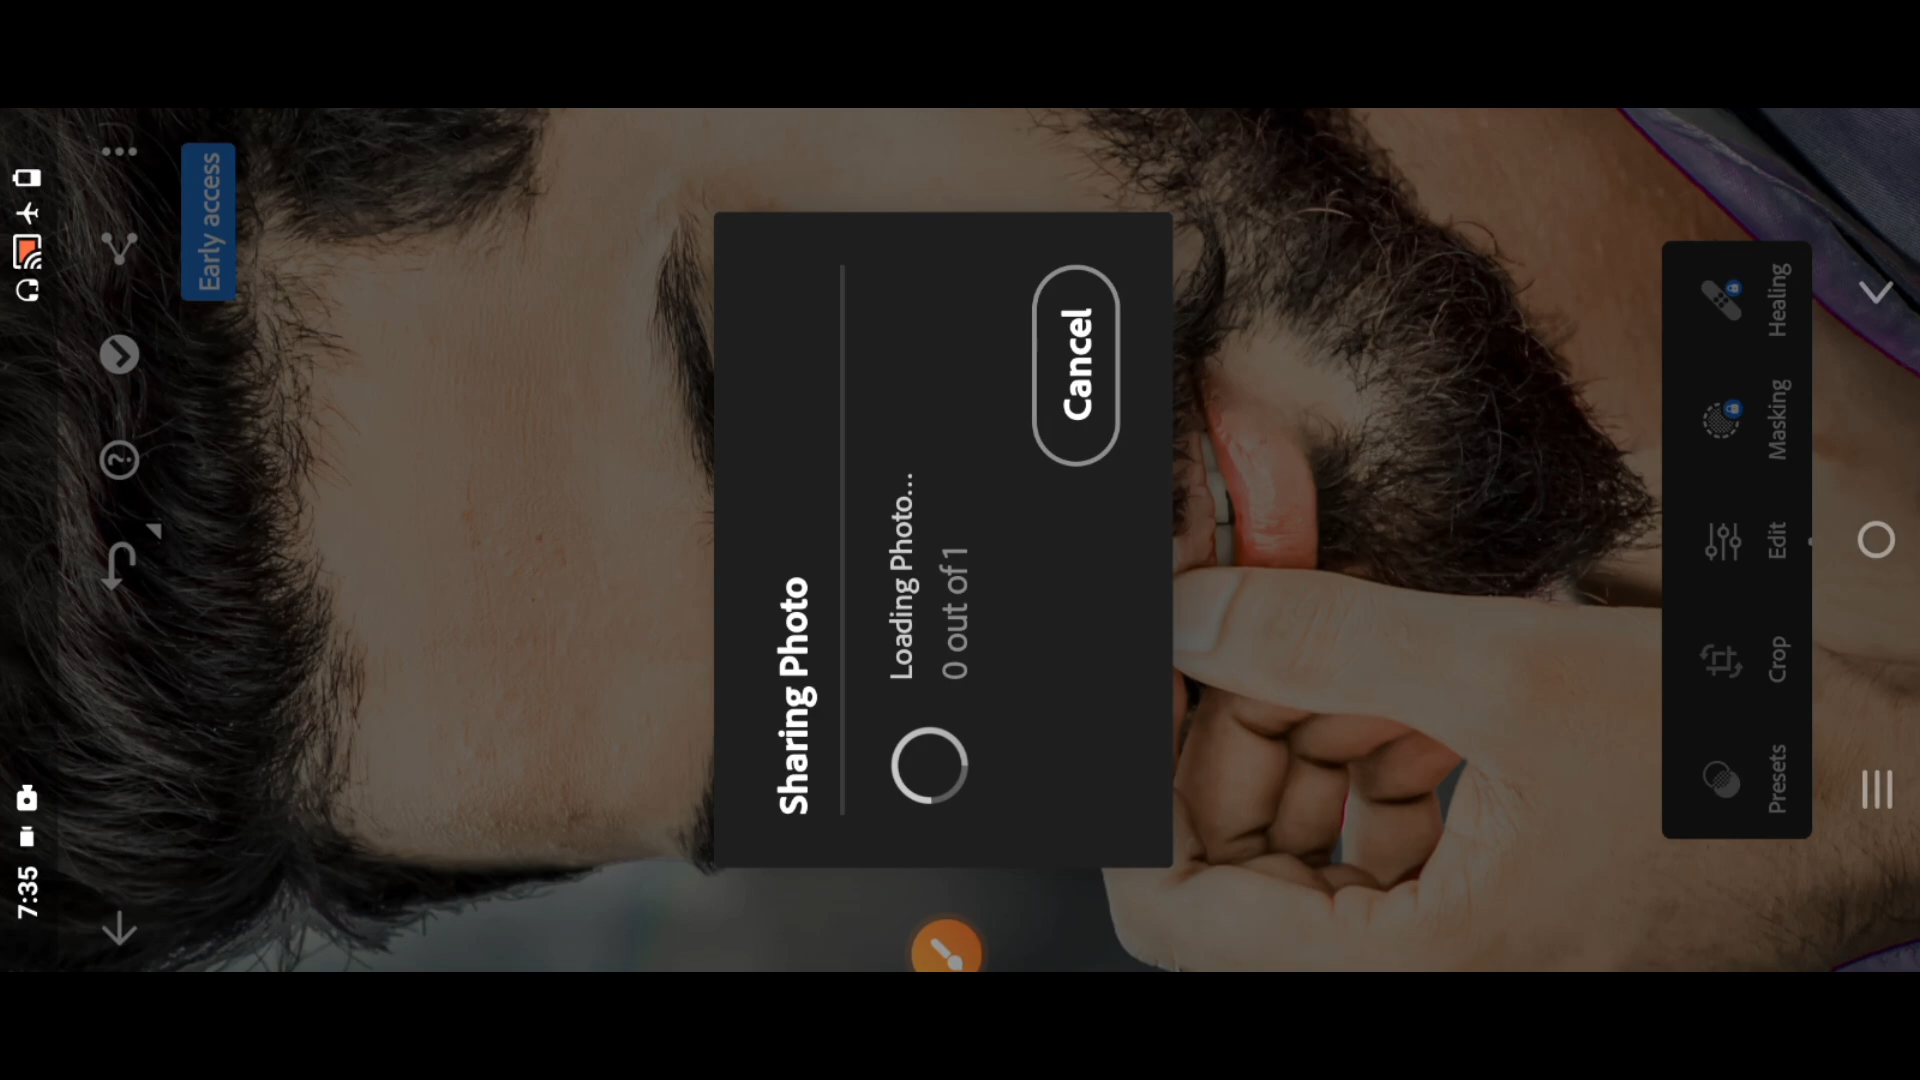 7:35
Early access
Sharing Photo
Loading Photo...
0 out of 1
Cancel
Presets
Crop
Edit
Masking
Healing